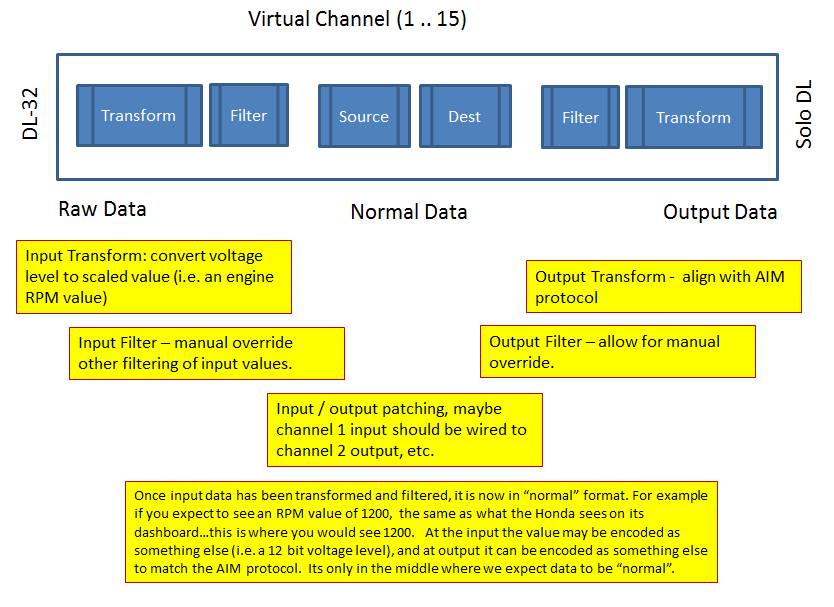 Virtual Channel (1 .. 15)
DL-32
Transform
Filter
Source
Dest
Filter
Transform
Solo DL
Raw Data
Normal Data
Output Data
Input Transform: convert voltage
level to scaled value (i.e. an engine
RPM value)
Output Transform - align with AIM
protocol
Input Filter – manual override
other filtering of input values.
Output Filter – allow for manual
override.
Input / output patching, maybe
channel 1 input should be wired to
channel 2 output, etc.
Once input data has been transformed and filtered, it is now in “normal” format. For example
if you expect to see an RPM value of 1200, the same as what the Honda sees on its
dashboard...this is where you would see 1200. At the input the value may be encoded as
something else (i.e. a 12 bit voltage level), and at output it can be encoded as something else
to match the AIM protocol. Its only in the middle where we expect data to be “normal”.